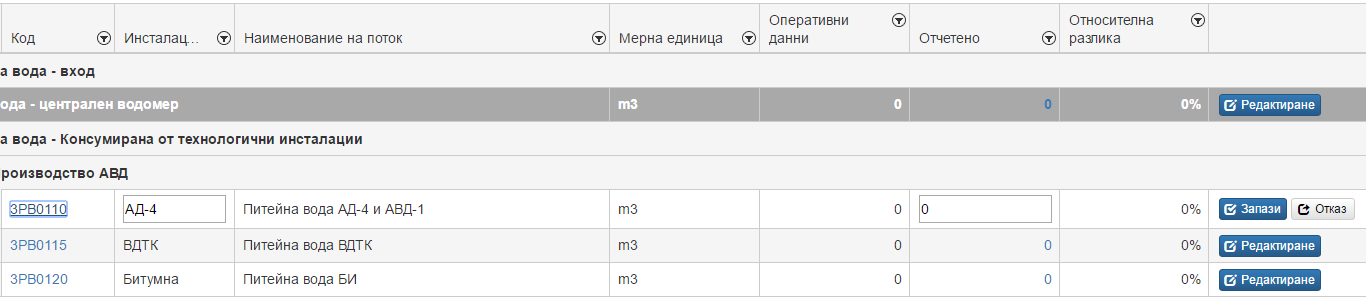 Код Инсталац... Наименование на поток Мерна единица Оперативни данни Отчетено Относителна разлика
а вода - вход
ода - централен водомер m3 0 0 0% Редактиране
а вода - Консумирана от технологични инсталации
роизводство АВД
3РВ0110 АД-4 Питейна вода АД-4 и АВД-1 m3 0 0 0% Запази Отказ
3РВ0115 ВДТК Питейна вода ВДТК m3 0 0 0% Редактиране
3РВ0120 Битумна Питейна вода БИ m3 0 0 0% Редактиране